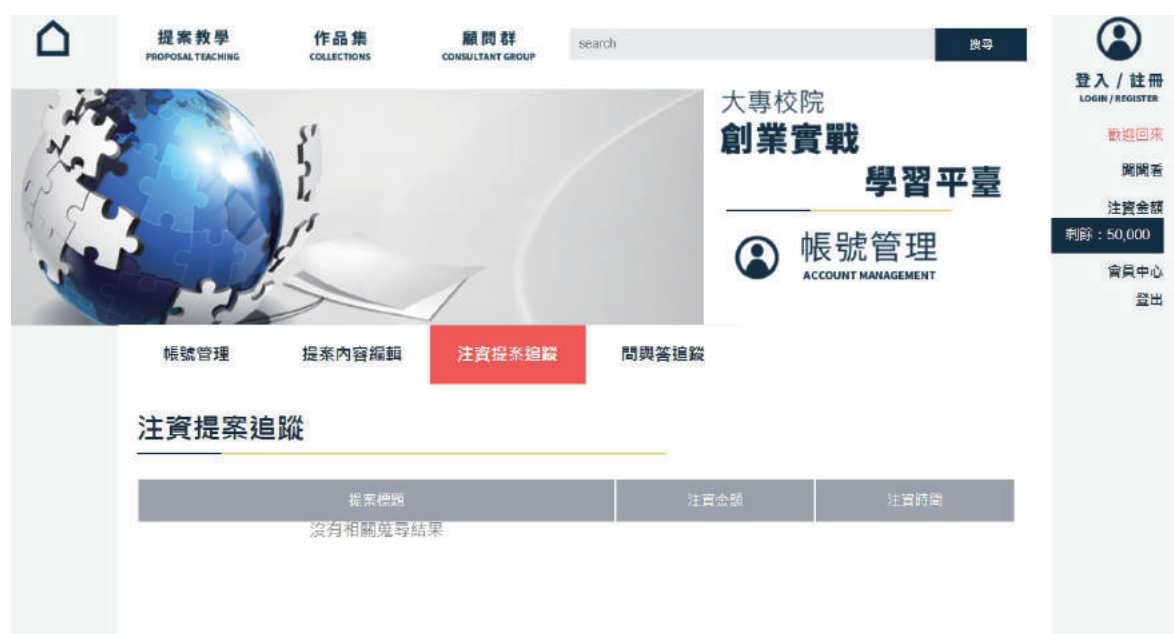 提案教學
PROPOSAL TEACHING
作品集
COLLECTIONS
顧問群
CONSULTANT GROUP
search
搜尋
登入 / 註冊
LOGIN / REGISTER
歡迎回來
開開看
注資金額
剩餘：50,000
會員中心
登出
大專校院
創業實戰
學習平臺
帳號管理
ACCOUNT MANAGEMENT
帳號管理
提案內容編輯
注資提案追蹤
問與答追蹤
注資提案追蹤
提案標題
注資金額
注資時間
沒有相關蒐尋結果